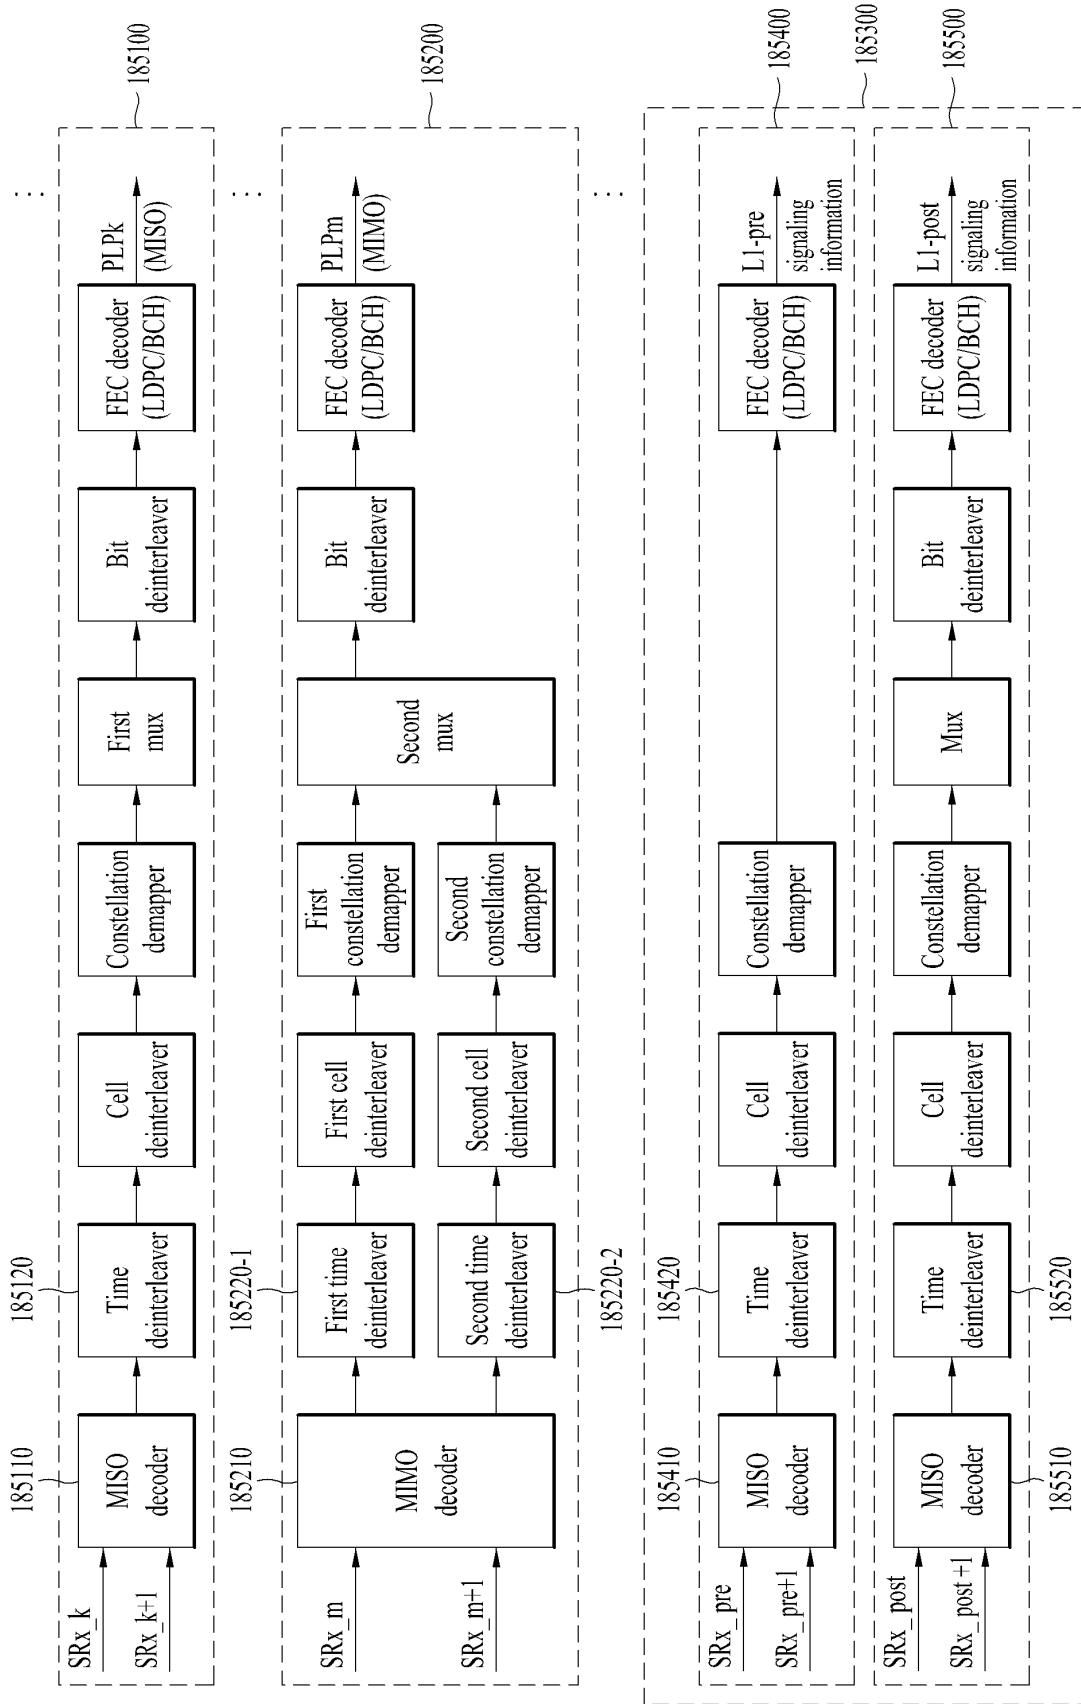 185110
185120
SRx_k
SRx_k+1
MISO
decoder
Time
deinterleaver
Cell
deinterleaver
Constellation
demapper
First
mux
Bit
deinterleaver
FEC decoder
(LDPC/BCH)
PLPk
(MISO)
...
185100
185210
185220-1
SRx_m
SRx_m+1
MIMO
decoder
First time
deinterleaver
First cell
deinterleaver
First
constellation
demapper
Second time
deinterleaver
Second cell
deinterleaver
Second
constellation
demapper
Second
mux
Bit
deinterleaver
FEC decoder
(LDPC/BCH)
PLPm
(MIMO)
...
185200
185220-2
...
185410
185420
SRx_pre
SRx_pre+1
MISO
decoder
Time
deinterleaver
Cell
deinterleaver
Constellation
demapper
FEC decoder
(LDPC/BCH)
L1-pre
signaling
information
185400
185300
SRx_post
SRx_post +1
MISO
decoder
Time
deinterleaver
Cell
deinterleaver
Constellation
demapper
Mux
Bit
deinterleaver
FEC decoder
(LDPC/BCH)
L1-post
signaling
information
185500
185510
185520